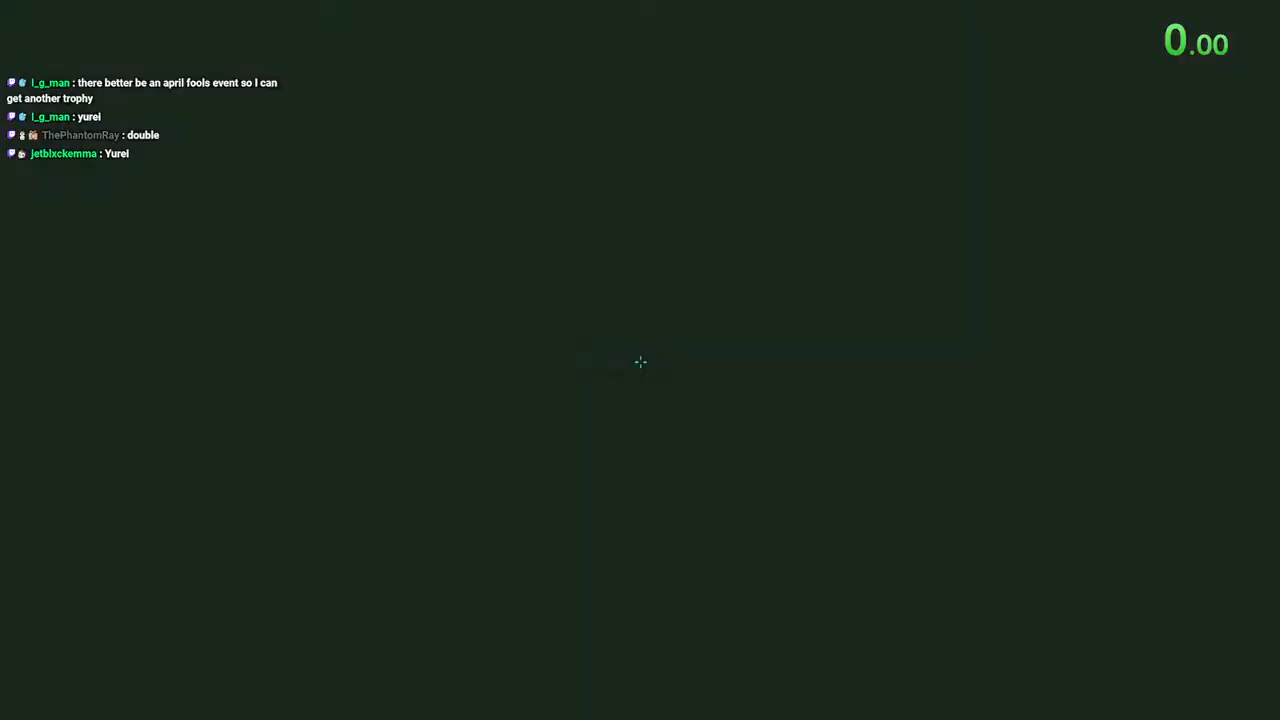 0.00
l_g_man : there better be an april fools event so I can
get another trophy
l_g_man : yurei
ThePhantomRay : double
jetblxckemma : Yurei